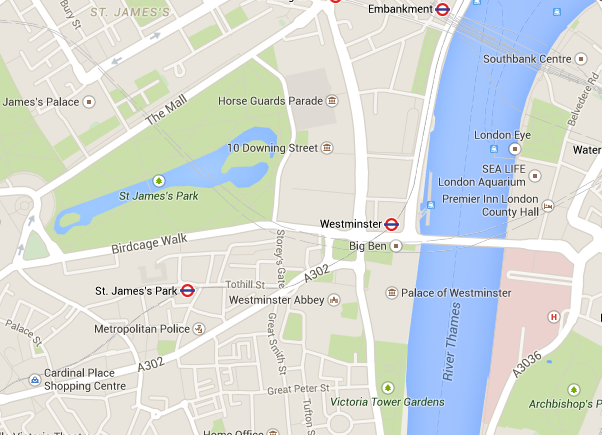 Embankment
ST. JAMES'S
Bury St
Southbank Centre
James's Palace
The Mall
Horse Guards Parade
Belvedere Rd
London Eye
10 Downing Street
Water
SEA LIFE
London Aquarium
St James's Park
Premier Inn London
County Hall
Westminster
Birdcage Walk
Big Ben
Storey's Gate
A302
Tothill St
St. James's Park
Westminster Abbey
Palace of Westminster
River Thames
Palace St
Metropolitan Police
Great Smith St
H
A302
A3036
Cardinal Place
Shopping Centre
Great Peter St
Victoria Tower Gardens
Archbishop's P
Tufton S
Home Office